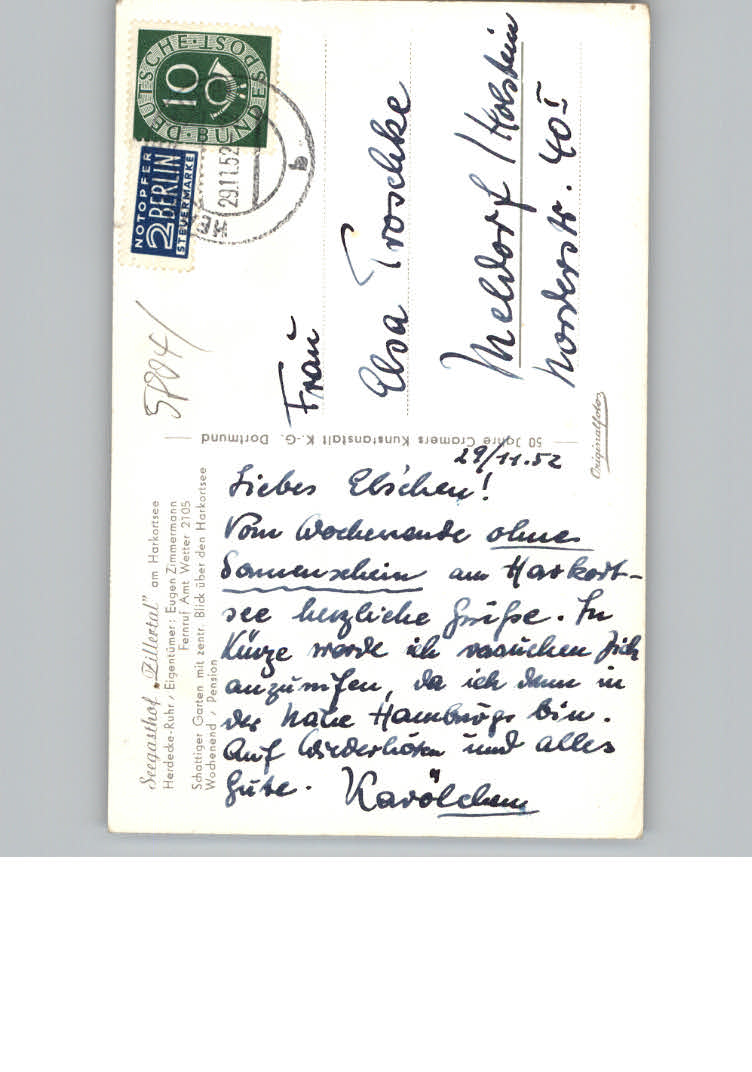 Seegasthof „Zillertal" am Harkortsee
Herdecke-Ruhr / Eigentümer: Eugen Zimmermann
Fernruf Amt Wetter 2105
Schattiger Garten mit zentr. Blick über den Harkortsee
Wochenend / Pension
29/11.52
Liebes Elschen!
Vom Wochenende ohne
Sonnenschein am Harkort-
see herzliche Grüße. In
Kürze werde ich versuchen Dich
anzurufen, da ich dann in
der Nähe Hamburgs bin.
Auf Wiederhören und alles
Gute. Karölchen
50 Jahre Cramers Kunstanstalt K.-G. Dortmund
Originalfoto
DEUTSCHE BUNDESPOST
10
NOTOPFER
2 BERLIN
STEUERMARKE
29.11.52
b
Frau
Elsa Troschke
Meldorf / Holstein
Norderstr. 40 I